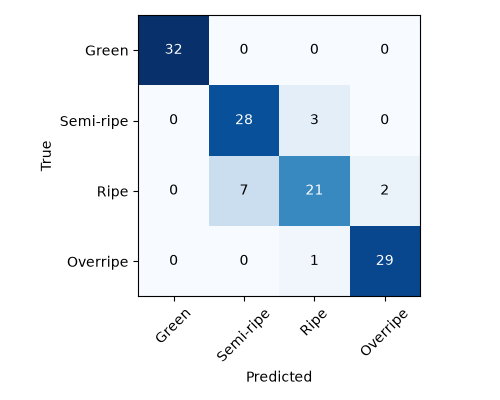 Green 32 0 0 0
Semi-ripe 0 28 3 0
Ripe 0 7 21 2
Overripe 0 0 1 29
True
Green Semi-ripe Ripe Overripe
Predicted